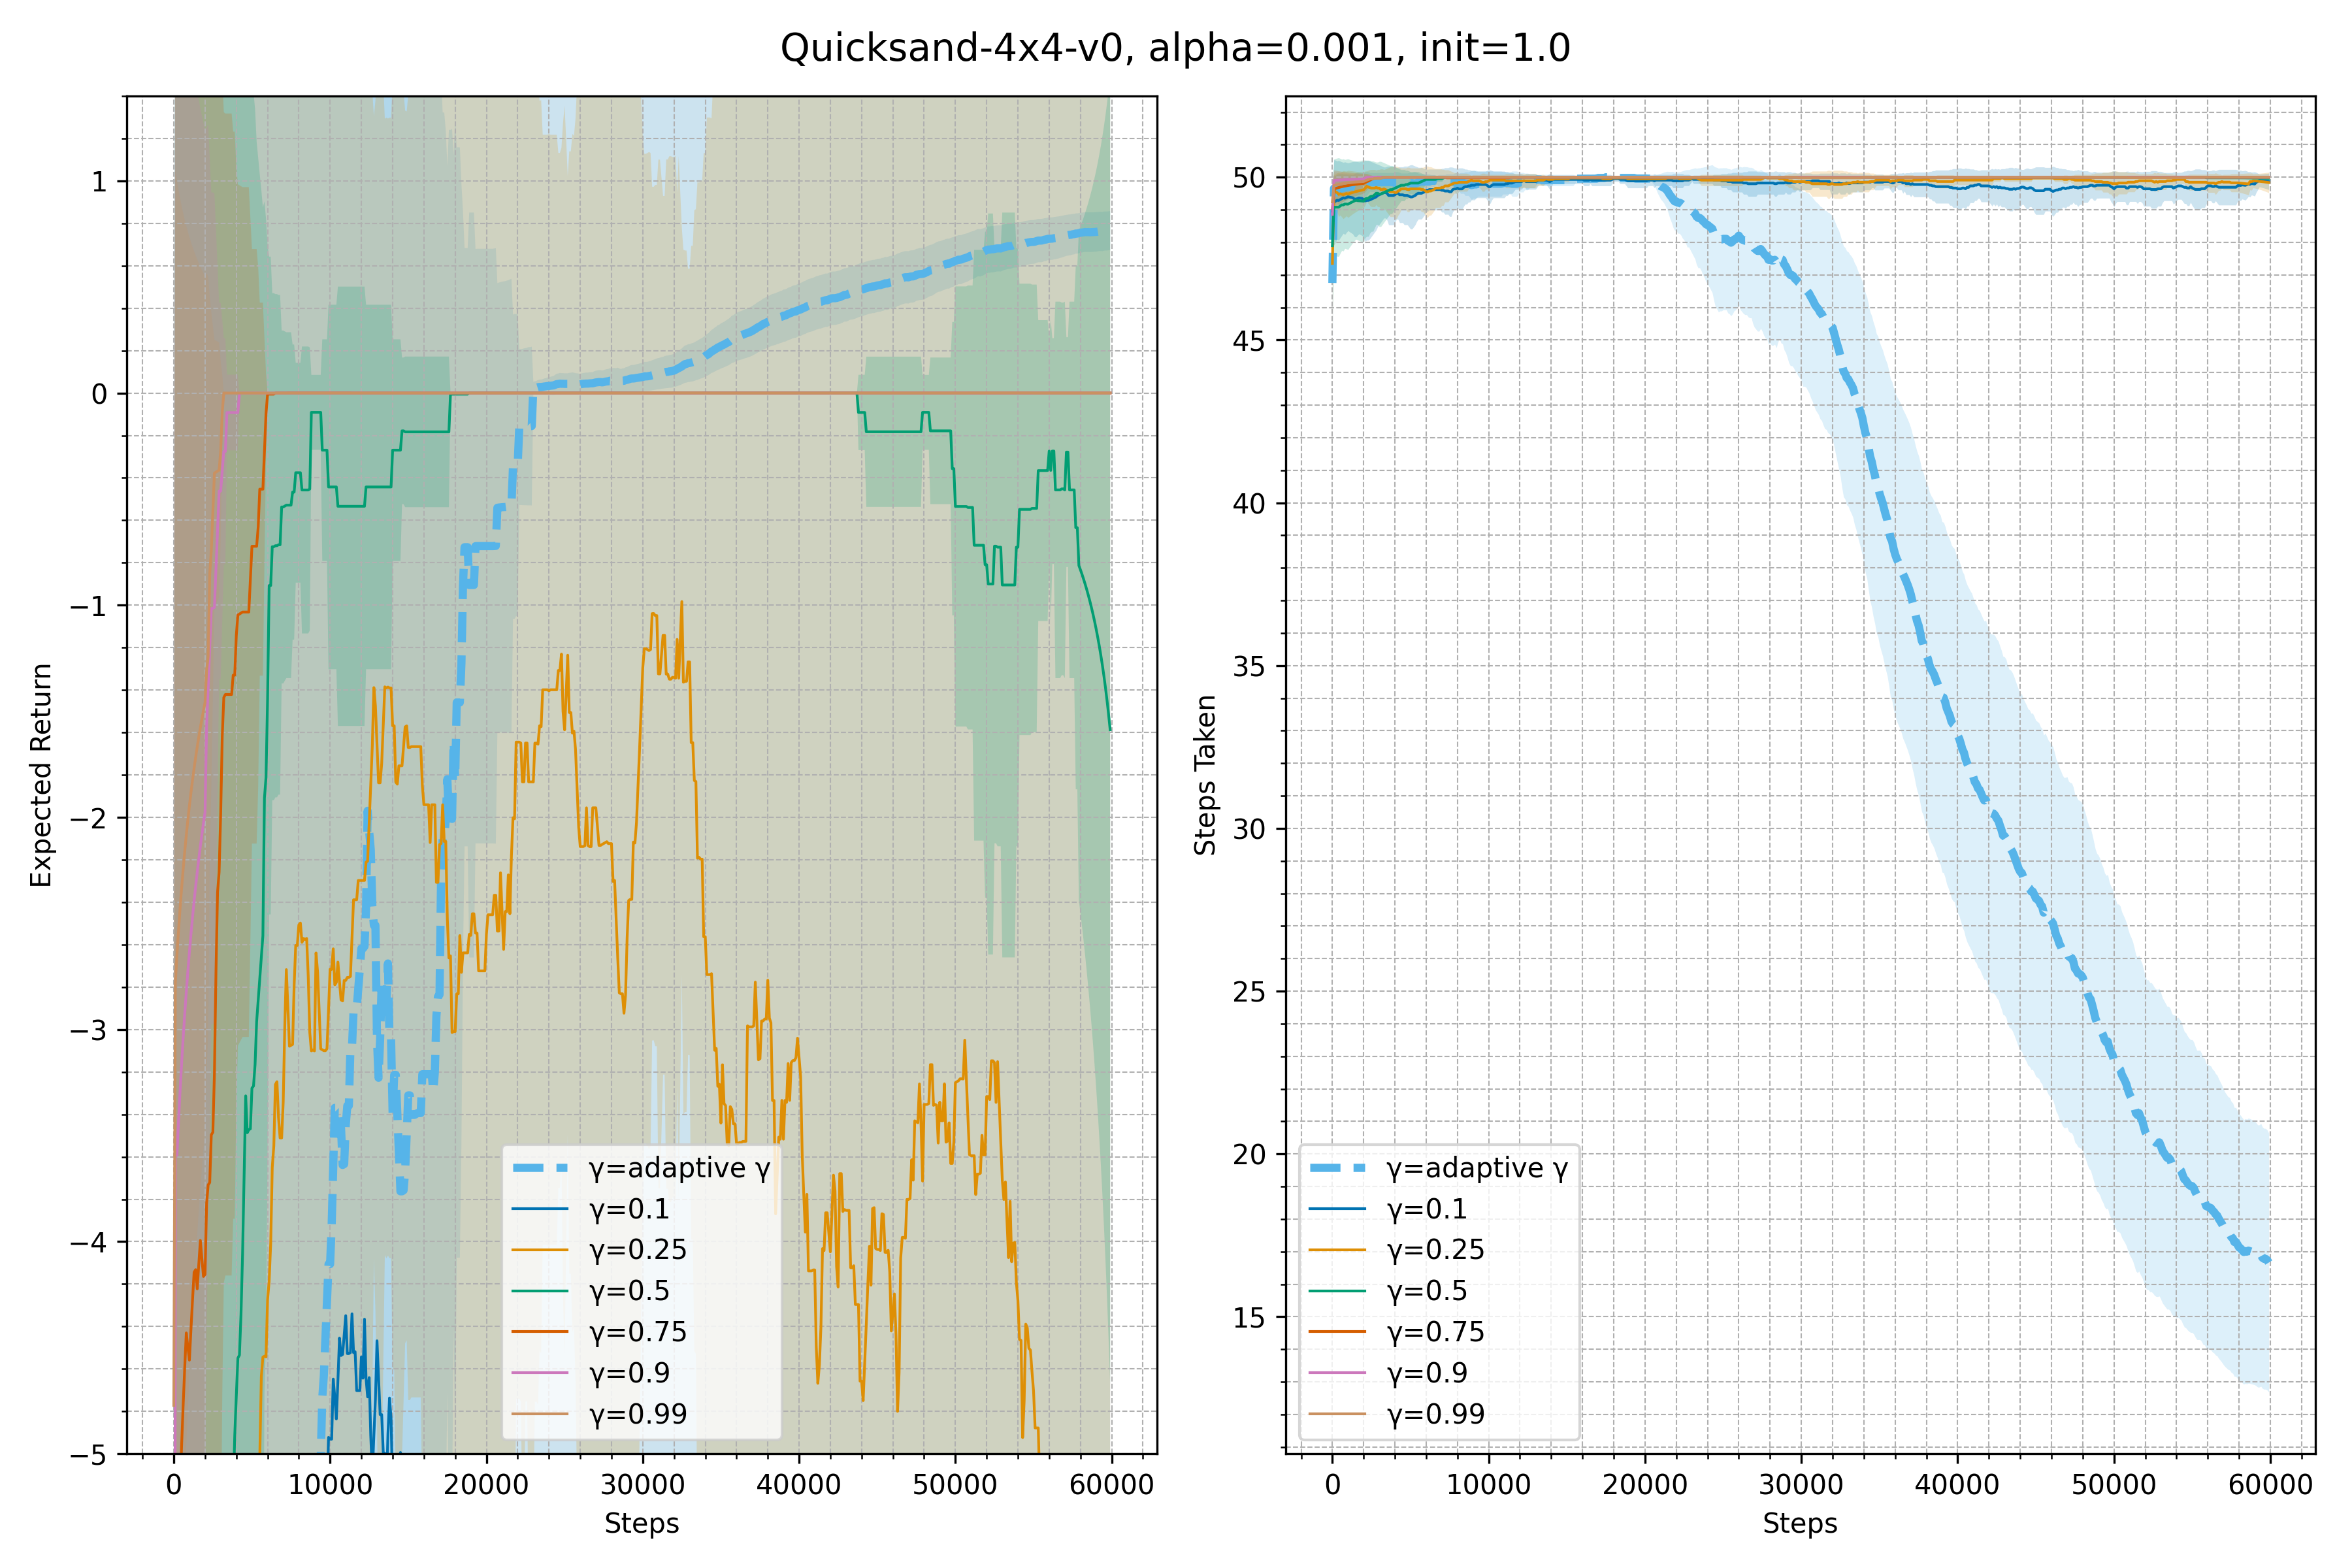 Quicksand-4x4-v0, alpha=0.001, init=1.0
Expected Return
1
0
−1
−2
−3
−4
−5
0 10000 20000 30000 40000 50000 60000
Steps
γ=adaptive γ
γ=0.1
γ=0.25
γ=0.5
γ=0.75
γ=0.9
γ=0.99
Steps Taken
50
45
40
35
30
25
20
15
0 10000 20000 30000 40000 50000 60000
Steps
γ=adaptive γ
γ=0.1
γ=0.25
γ=0.5
γ=0.75
γ=0.9
γ=0.99